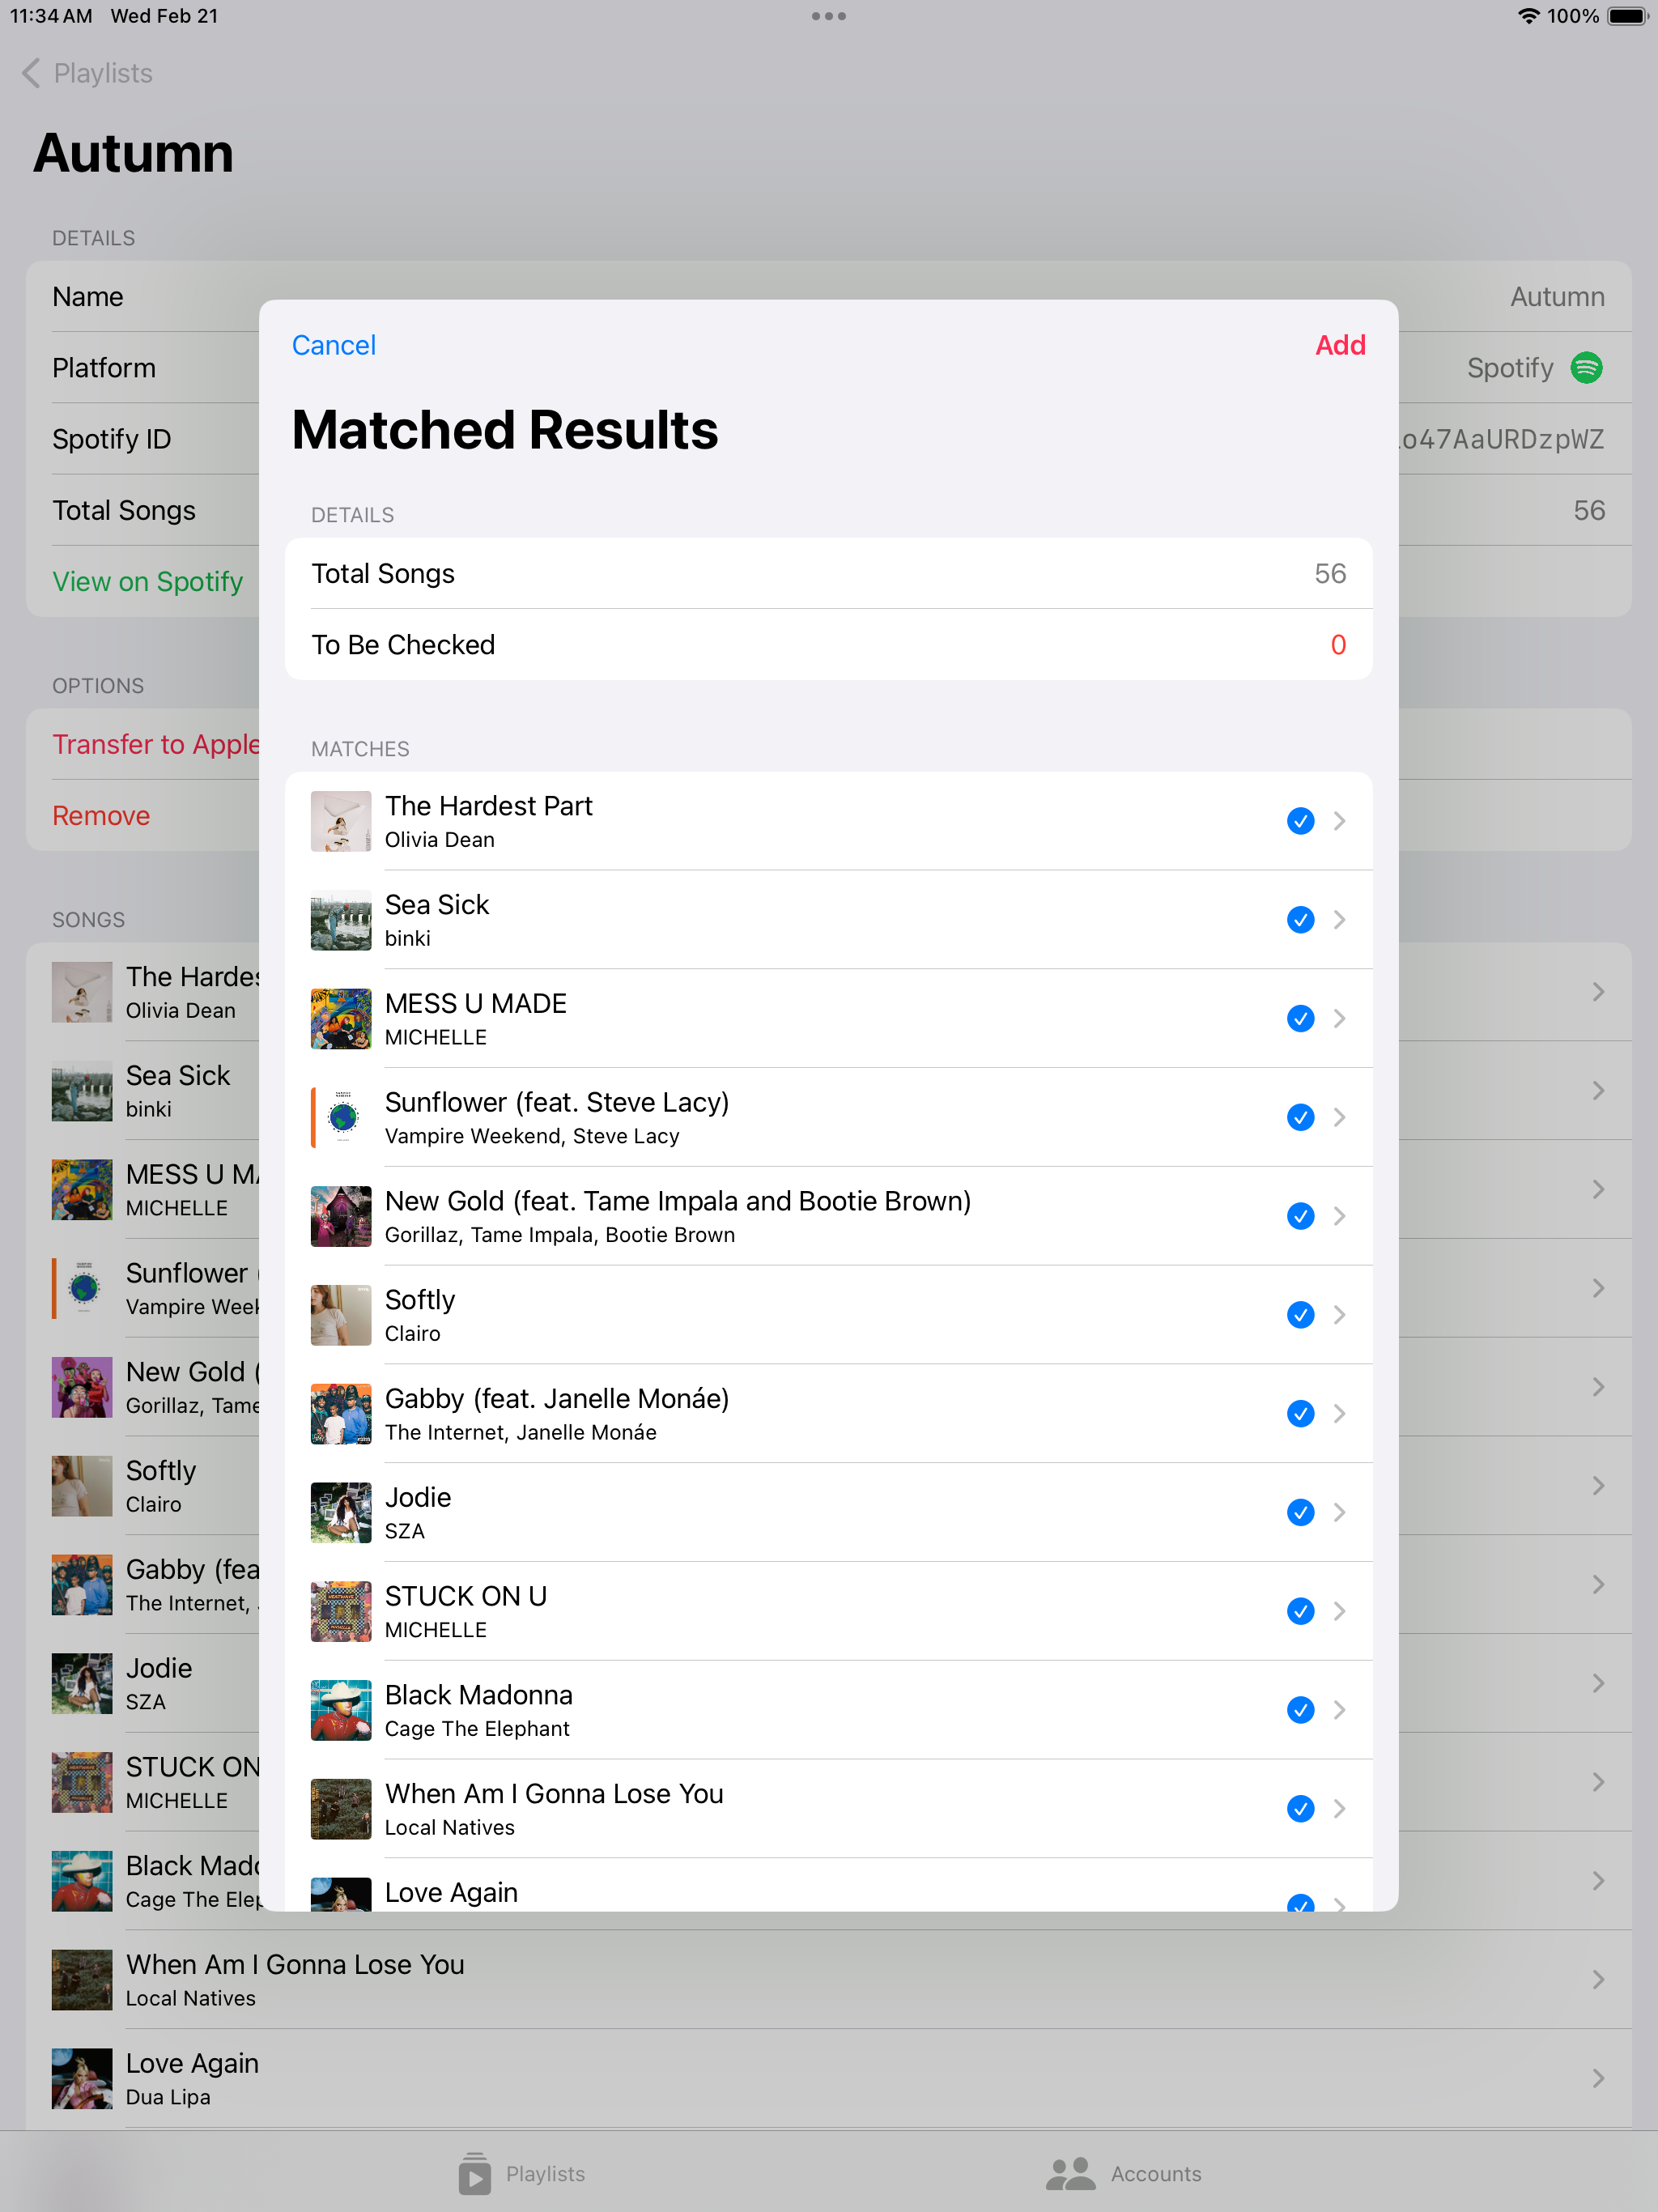 11:34 AM Wed Feb 21
100%
Playlists
Autumn
DETAILS
Name
Autumn
Platform
Spotify
Spotify ID
o47AaURDzpWZ
Total Songs
56
View on Spotify
OPTIONS
Transfer to Apple
Remove
SONGS
The Hardes
Olivia Dean
Sea Sick
binki
MESS U MA
MICHELLE
Sunflower (
Vampire Week
New Gold (
Gorillaz, Tame
Softly
Clairo
Gabby (fea
The Internet,
Jodie
SZA
STUCK ON
MICHELLE
Black Mado
Cage The Elep
When Am I Gonna Lose You
Local Natives
Love Again
Dua Lipa
Cancel
Add
Matched Results
DETAILS
Total Songs
56
To Be Checked
0
MATCHES
The Hardest Part
Olivia Dean
Sea Sick
binki
MESS U MADE
MICHELLE
Sunflower (feat. Steve Lacy)
Vampire Weekend, Steve Lacy
New Gold (feat. Tame Impala and Bootie Brown)
Gorillaz, Tame Impala, Bootie Brown
Softly
Clairo
Gabby (feat. Janelle Monáe)
The Internet, Janelle Monáe
Jodie
SZA
STUCK ON U
MICHELLE
Black Madonna
Cage The Elephant
When Am I Gonna Lose You
Local Natives
Love Again
Playlists
Accounts